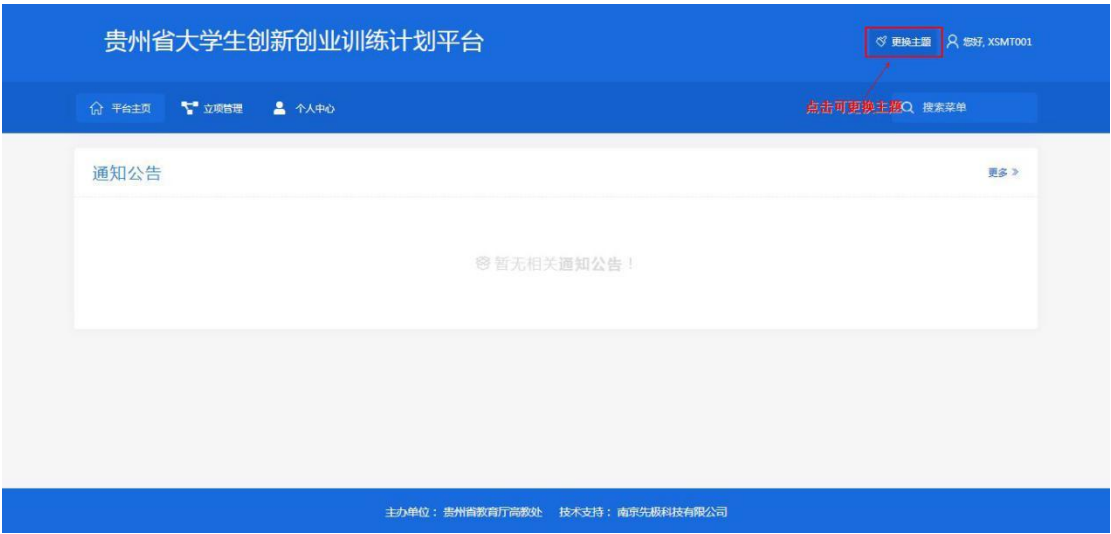 贵州省大学生创新创业训练计划平台
更换主题 您好, XSMT001
平台主页 立项管理 个人中心 点击可更换主题 搜索菜单
通知公告 更多
暂无相关通知公告！
主办单位：贵州省教育厅高教处 技术支持：南京先极科技有限公司